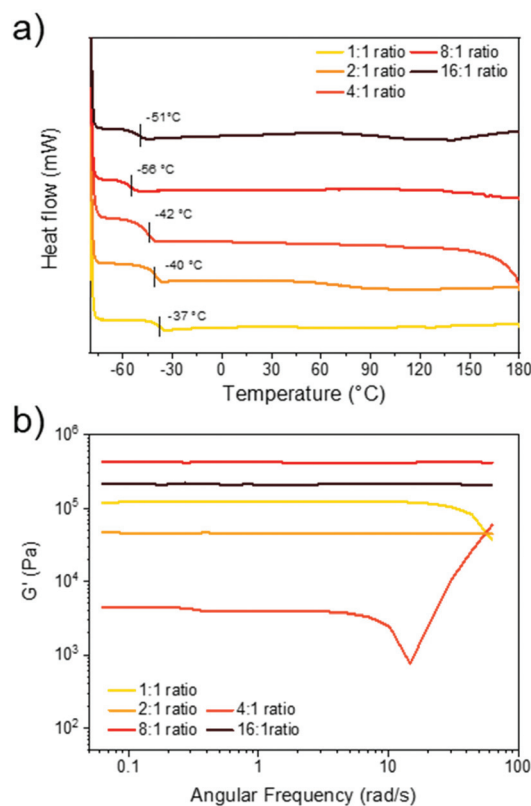 a)
1:1 ratio 8:1 ratio
2:1 ratio 16:1 ratio
4:1 ratio
-51°C
-56 °C
-42 °C
-40 °C
-37 °C
Heat flow (mW)
-60 -30 0 30 60 90 120 150 180
Temperature (°C)
b)
10⁶
10⁵
10⁴
10³
10²
G' (Pa)
1:1 ratio 4:1 ratio
2:1 ratio 16:1ratio
8:1 ratio
0.1 1 10 100
Angular Frequency (rad/s)